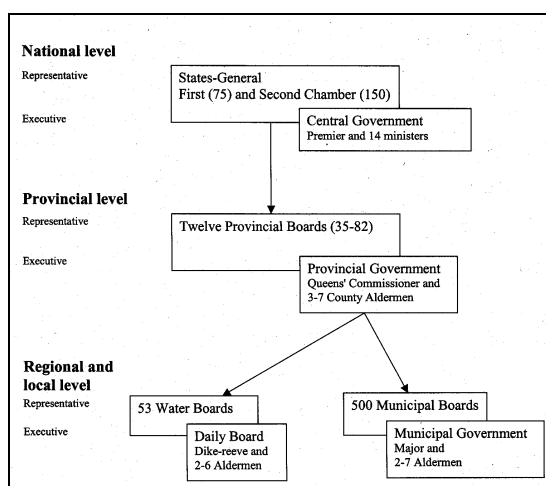 National level
Representative
States-General
First (75) and Second Chamber (150)
Executive
Central Government
Premier and 14 ministers
Provincial level
Representative
Twelve Provincial Boards (35-82)
Executive
Provincial Government
Queens' Commissioner and
3-7 County Aldermen
Regional and
local level
Representative
53 Water Boards
500 Municipal Boards
Executive
Daily Board
Dike-reeve and
2-6 Aldermen
Municipal Government
Major and
2-7 Aldermen